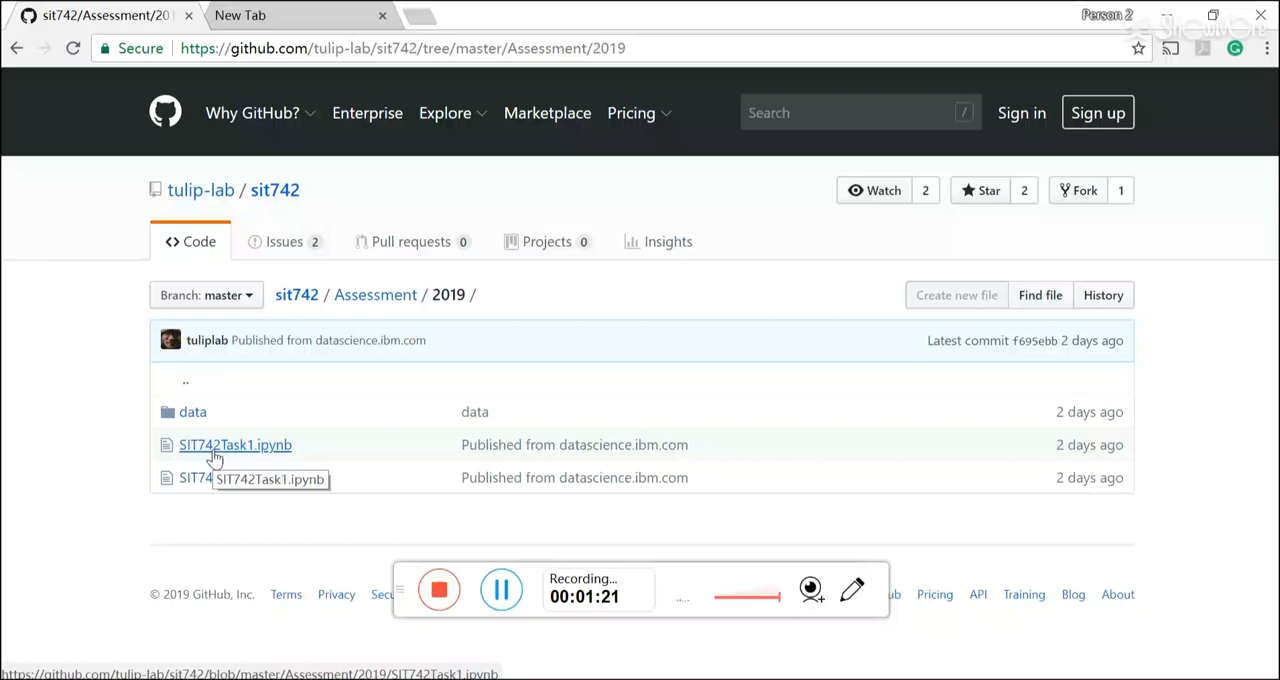 sit742/Assessment/201
New Tab
Person 2
ShowMore
Secure
https://github.com/tulip-lab/sit742/tree/master/Assessment/2019
Why GitHub? Enterprise Explore Marketplace Pricing Search / Sign in Sign up
tulip-lab / sit742
Watch 2 Star 2 Fork 1
<> Code Issues 2 Pull requests 0 Projects 0 Insights
Branch: master sit742 / Assessment / 2019 / Create new file Find file History
tuliplab Published from datascience.ibm.com Latest commit f695ebb 2 days ago
..
data data 2 days ago
SIT742Task1.ipynb Published from datascience.ibm.com 2 days ago
SIT74 SIT742Task1.ipynb Published from datascience.ibm.com 2 days ago
Recording...
00:01:21
© 2019 GitHub, Inc. Terms Privacy Pricing API Training Blog About
https://github.com/tulip-lab/sit742/blob/master/Assessment/2019/SIT742Task1.ipynb